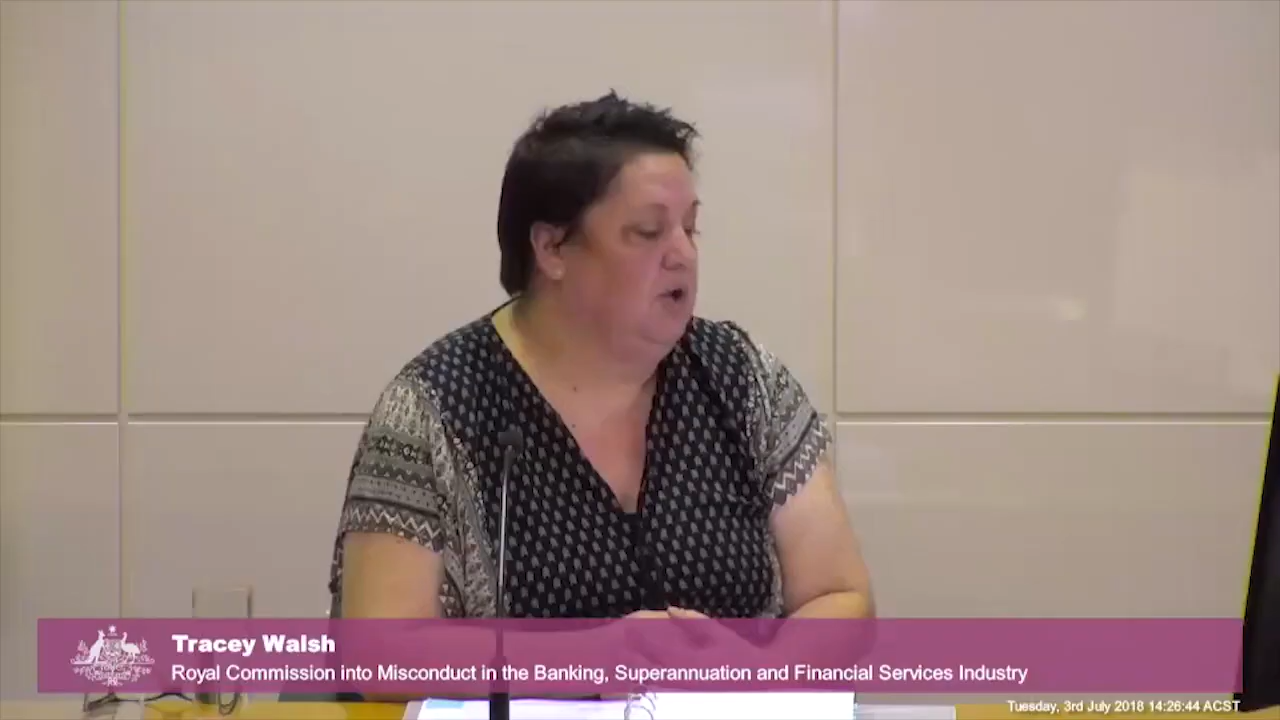 Tracey Walsh
Royal Commission into Misconduct in the Banking, Superannuation and Financial Services Industry
Tuesday, 3rd July 2018 14:26:44 ACST